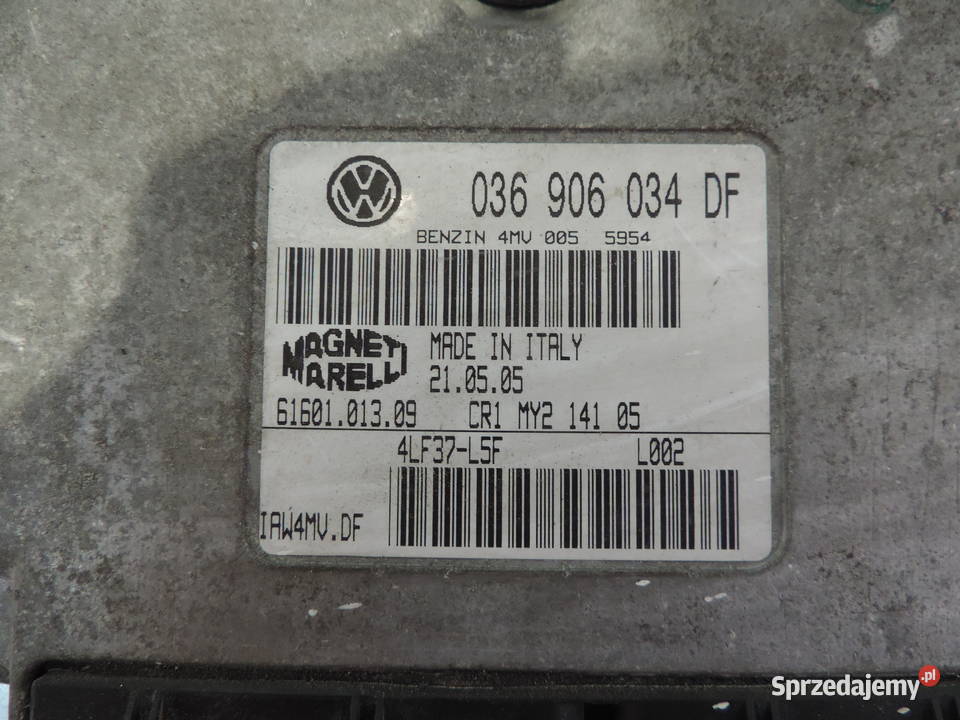 036 906 034 DF
BENZIN 4MV 005 5954
MAGNETI MARELLI
MADE IN ITALY
21.05.05
61601.013.09 CR1 MY2 141 05
4LF37-L5F L002
IAW4MV.DF
Sprzedajemy.pl